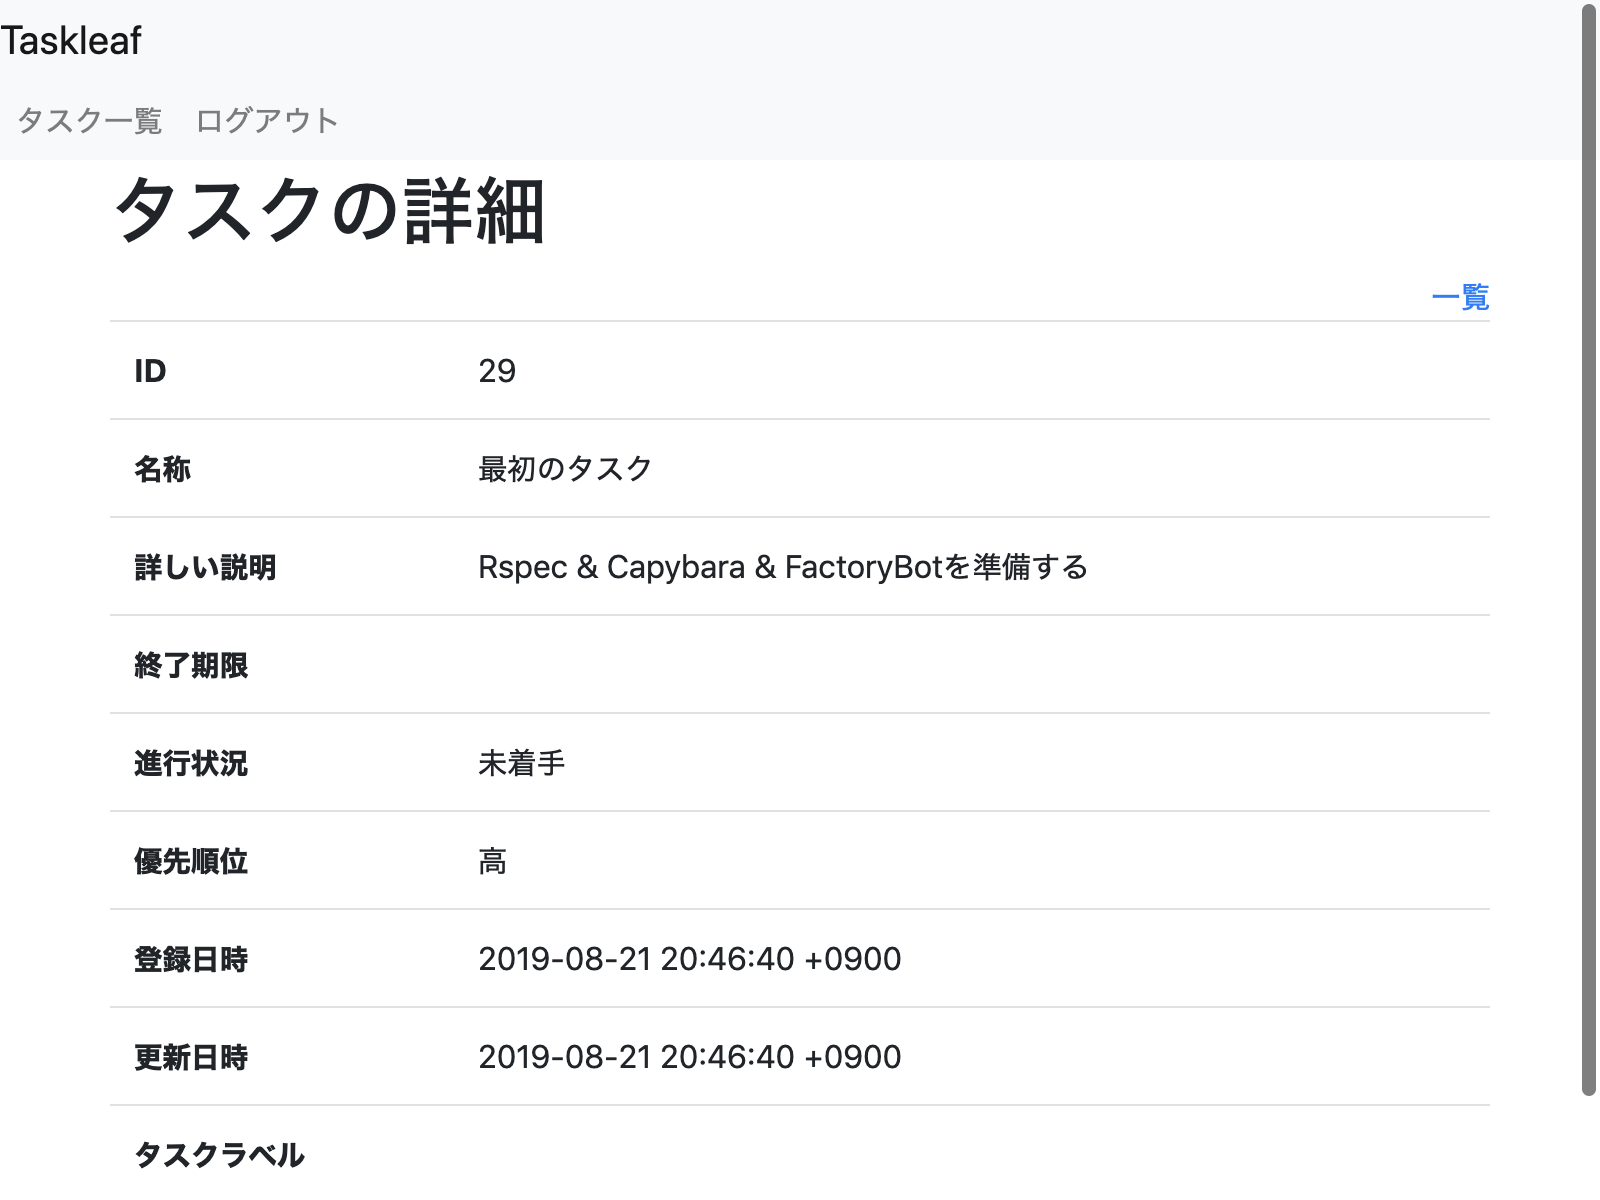 Taskleaf
タスク一覧 ログアウト
タスクの詳細
一覧
ID 29
名称 最初のタスク
詳しい説明 Rspec & Capybara & FactoryBotを準備する
終了期限
進行状況 未着手
優先順位 高
登録日時 2019-08-21 20:46:40 +0900
更新日時 2019-08-21 20:46:40 +0900
タスクラベル